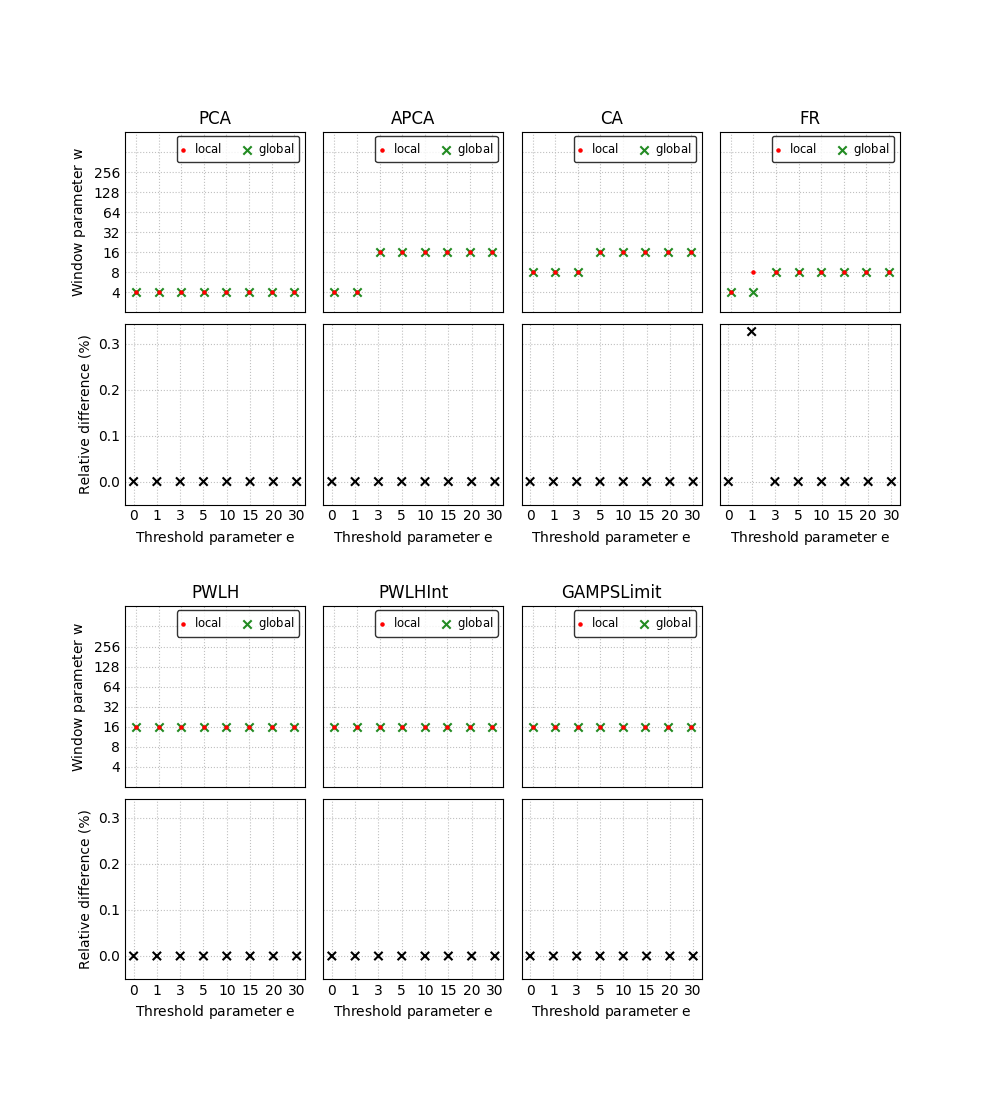 PCA APCA CA FR
local global local global local global local global
Window parameter w
256
128
64
32
16
8
4
Relative difference (%)
0.3
0.2
0.1
0.0
0 1 3 5 10 15 20 30 0 1 3 5 10 15 20 30 0 1 3 5 10 15 20 30 0 1 3 5 10 15 20 30
Threshold parameter e Threshold parameter e Threshold parameter e Threshold parameter e
PWLH PWLHInt GAMPSLimit
local global local global local global
Window parameter w
256
128
64
32
16
8
4
Relative difference (%)
0.3
0.2
0.1
0.0
0 1 3 5 10 15 20 30 0 1 3 5 10 15 20 30 0 1 3 5 10 15 20 30
Threshold parameter e Threshold parameter e Threshold parameter e